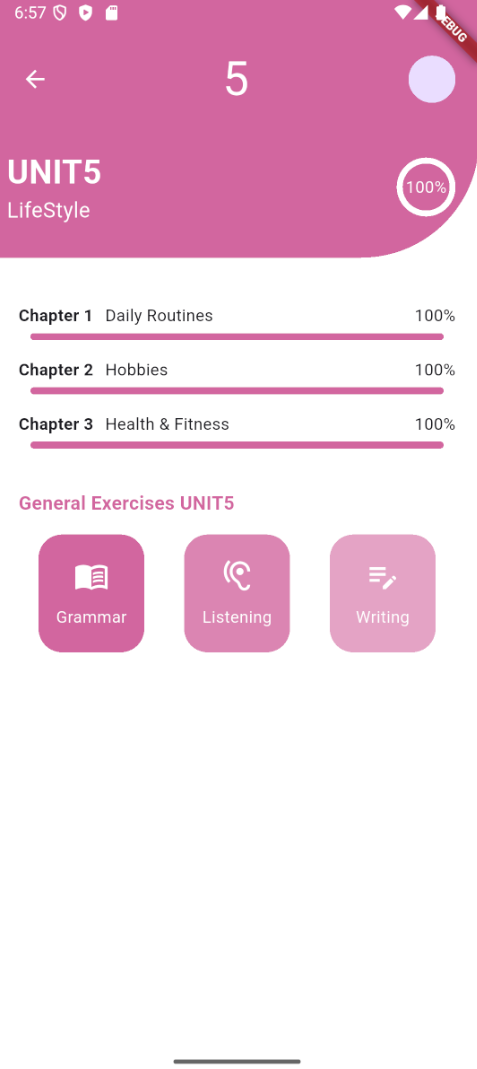 6:57
DEBUG
5
UNIT5
LifeStyle
100%
Chapter 1 Daily Routines 100%
Chapter 2 Hobbies 100%
Chapter 3 Health & Fitness 100%
General Exercises UNIT5
Grammar Listening Writing